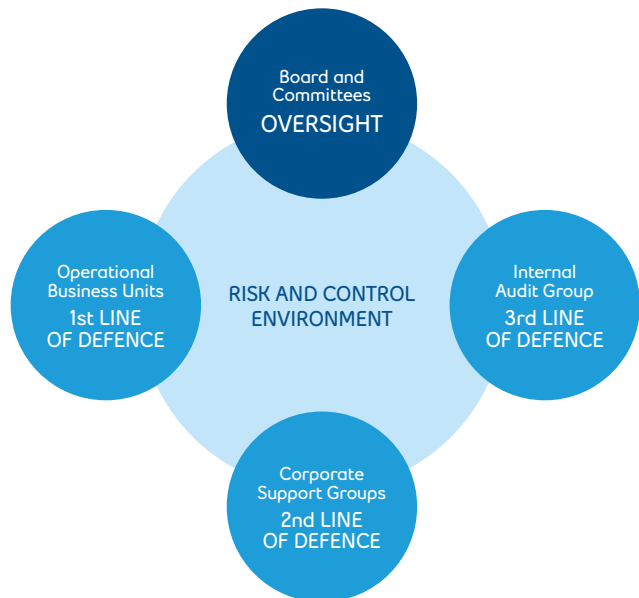 Board and
Committees
OVERSIGHT
Operational
Business Units
1st LINE
OF DEFENCE
RISK AND CONTROL
ENVIRONMENT
Internal
Audit Group
3rd LINE
OF DEFENCE
Corporate
Support Groups
2nd LINE
OF DEFENCE